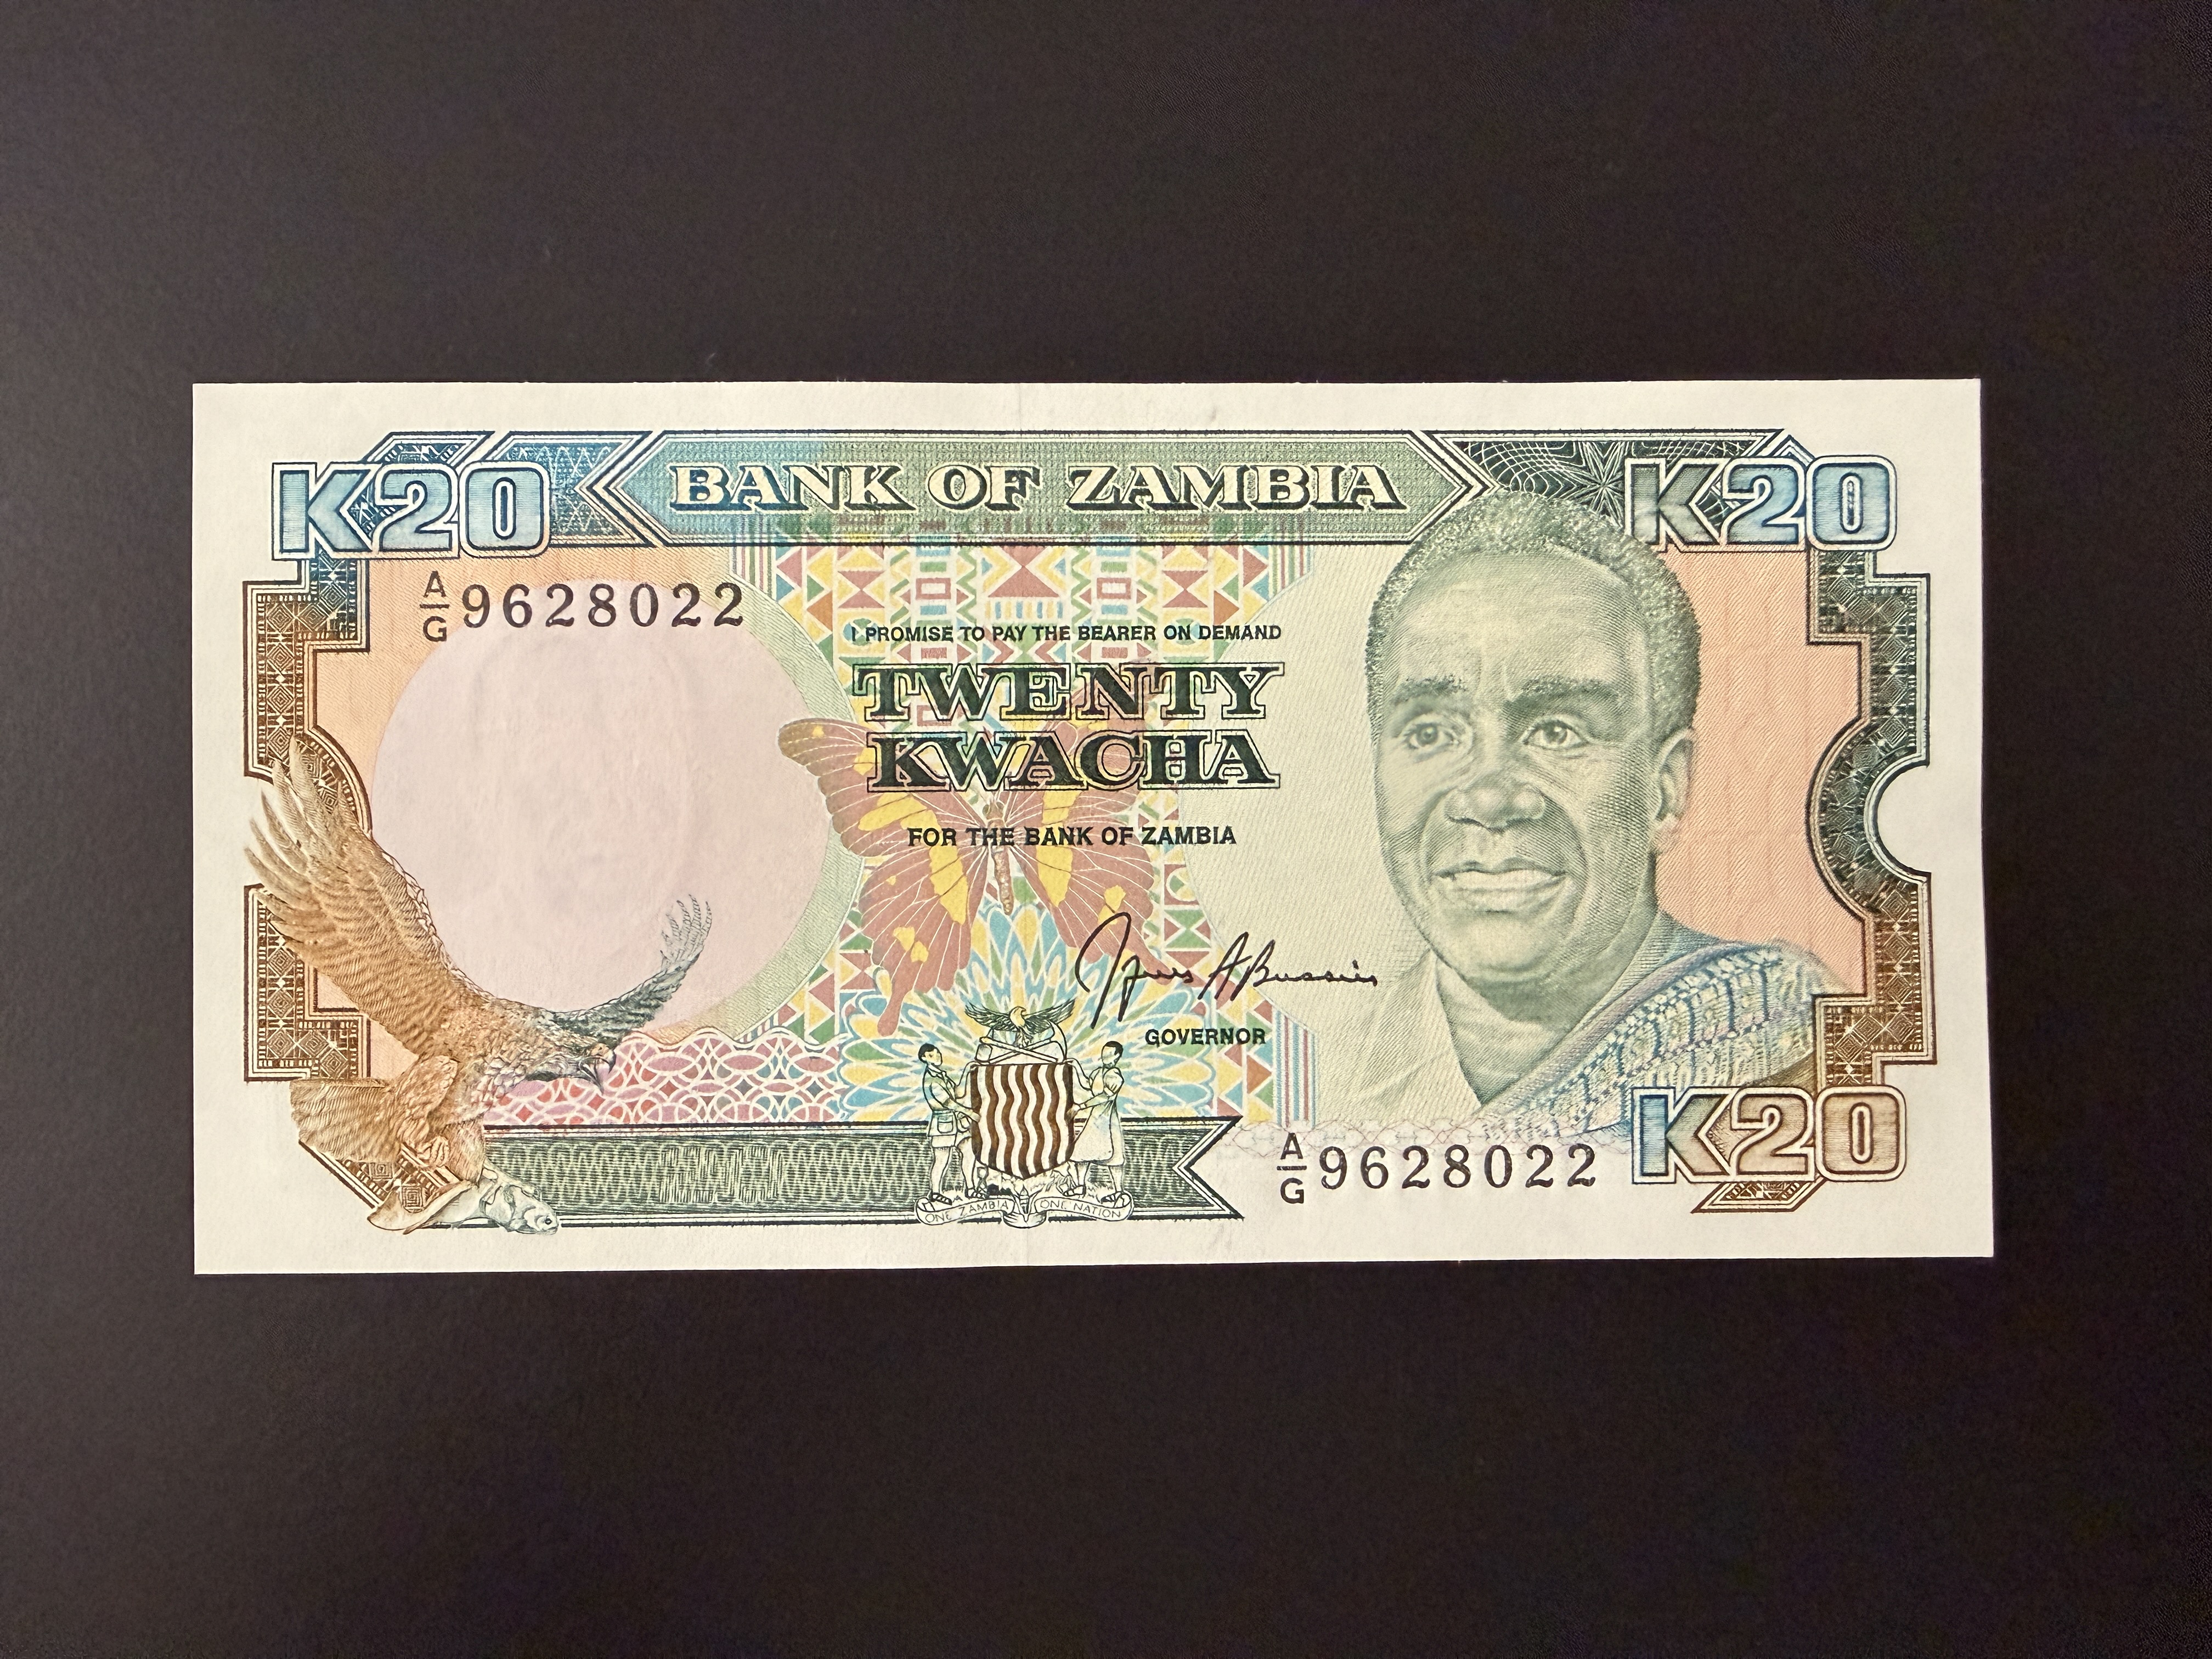 K20
BANK OF ZAMBIA
K20
A/G 9628022
I PROMISE TO PAY THE BEARER ON DEMAND
TWENTY
KWACHA
FOR THE BANK OF ZAMBIA
GOVERNOR
ONE ZAMBIA ONE NATION
A/G 9628022
K20